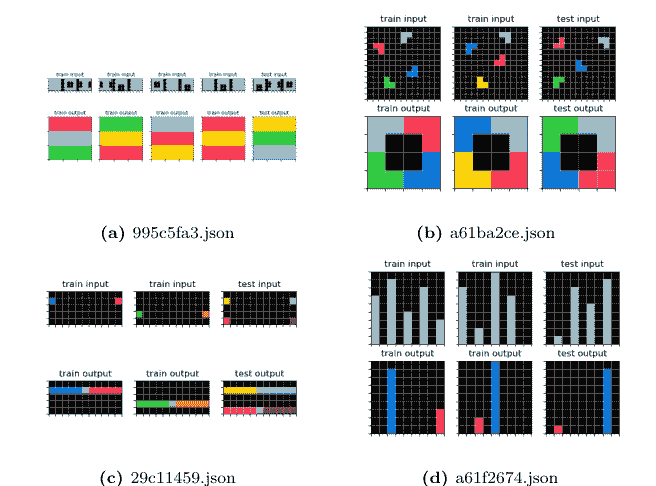 train input train input train input train input test input
train output train output train output train output test output
(a) 995c5fa3.json
train input train input test input
train output train output test output
(b) a61ba2ce.json
train input train input test input
train output train output test output
(c) 29c11459.json
train input train input test input
train output train output test output
(d) a61f2674.json